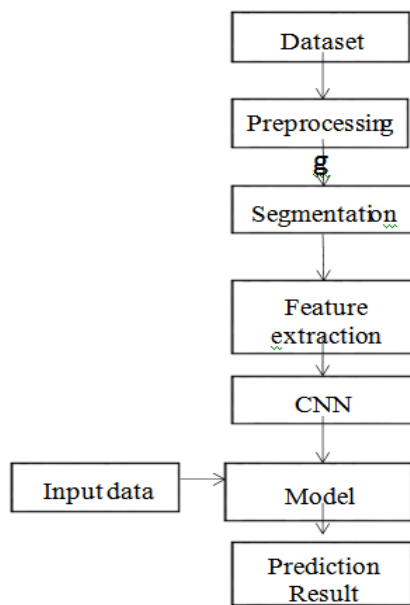 Dataset
Preprocessing
g
Segmentation
Feature
extraction
CNN
Input data
Model
Prediction
Result